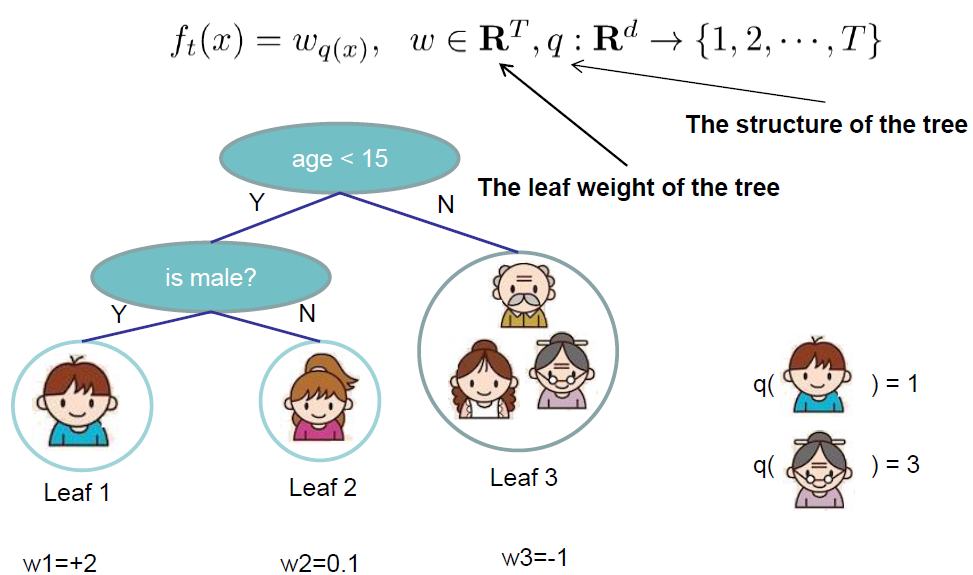 f_t(x) = w_{q(x)}, w ∈ R^T, q : R^d → {1, 2, ⋯, T}
The structure of the tree
The leaf weight of the tree
age < 15
Y
N
is male?
Y
N
q( ) = 1
q( ) = 3
Leaf 1
Leaf 2
Leaf 3
w1=+2
w2=0.1
w3=-1